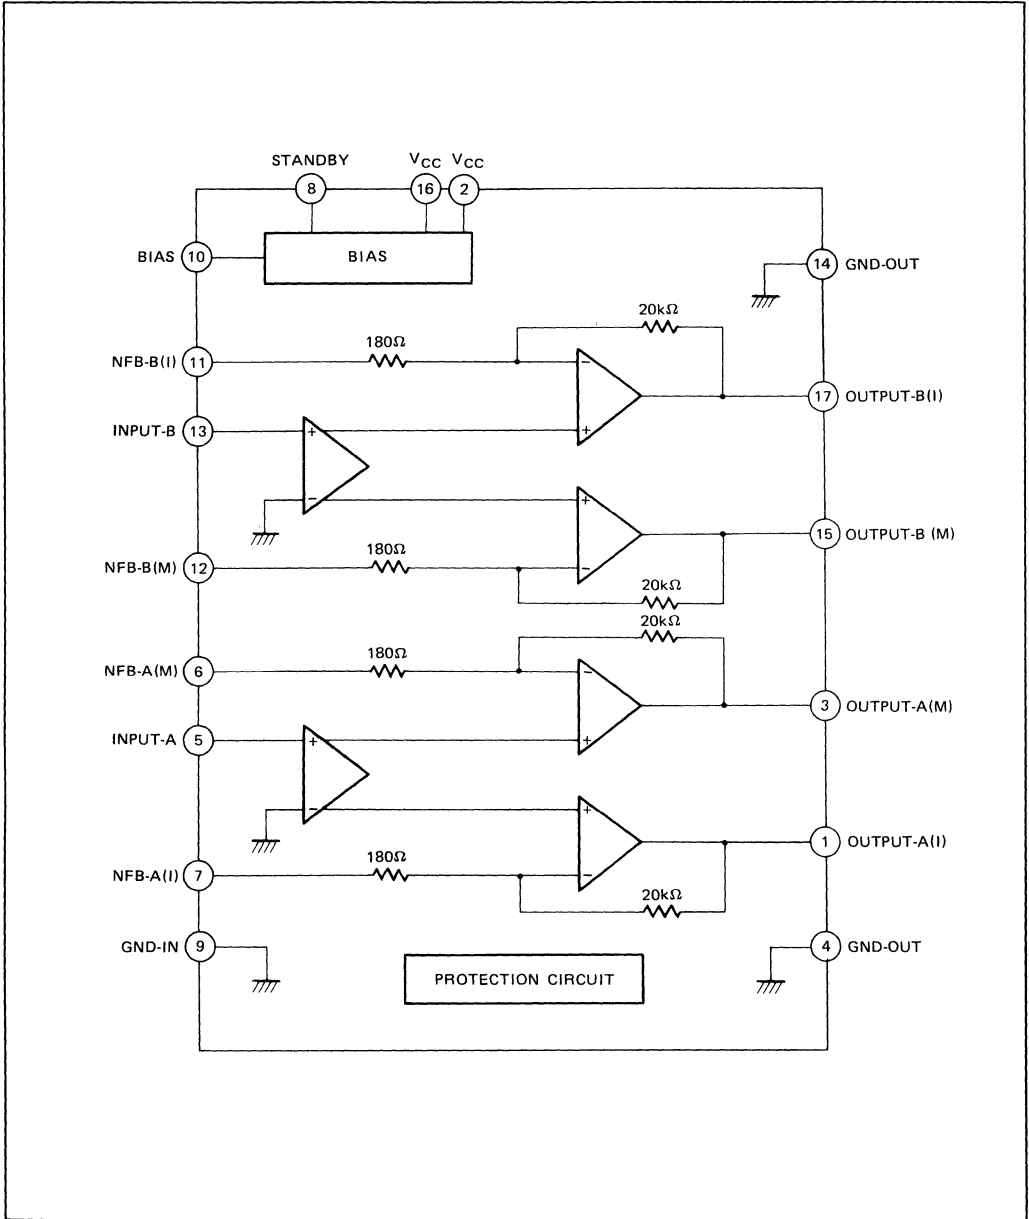 STANDBY VCC VCC
8 16 2
BIAS 10 BIAS
14 GND-OUT
20kΩ
180Ω
NFB-B(I) 11 −
17 OUTPUT-B(I)
INPUT-B 13 + +
− +
15 OUTPUT-B (M)
180Ω
NFB-B(M) 12 −
20kΩ
20kΩ
180Ω
NFB-A(M) 6 −
3 OUTPUT-A(M)
INPUT-A 5 + +
− +
1 OUTPUT-A(I)
180Ω
NFB-A(I) 7 −
20kΩ
GND-IN 9
4 GND-OUT
PROTECTION CIRCUIT